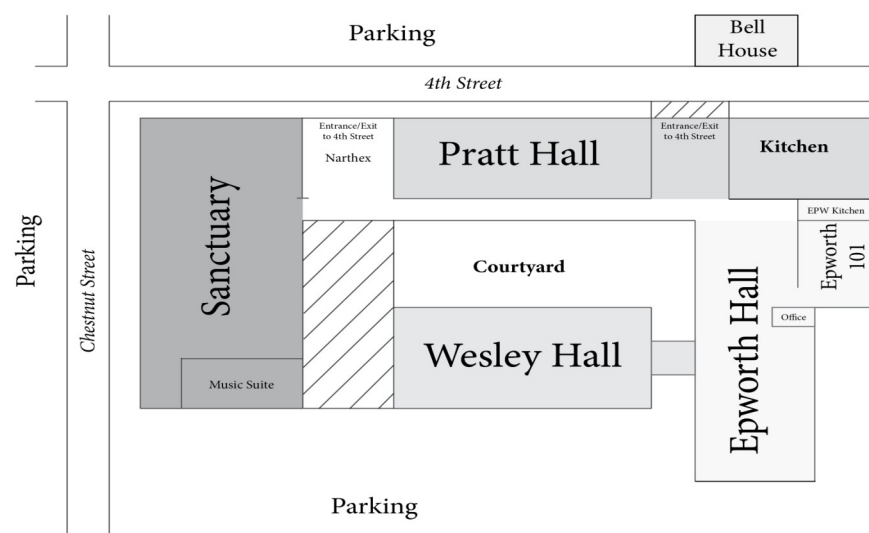 Parking
Bell
House
4th Street
Entrance/Exit
to 4th Street
Narthex
Pratt Hall
Entrance/Exit
to 4th Street
Kitchen
Parking
Chestnut Street
Sanctuary
EPW Kitchen
Epworth
101
Courtyard
Epworth Hall
Office
Wesley Hall
Music Suite
Parking